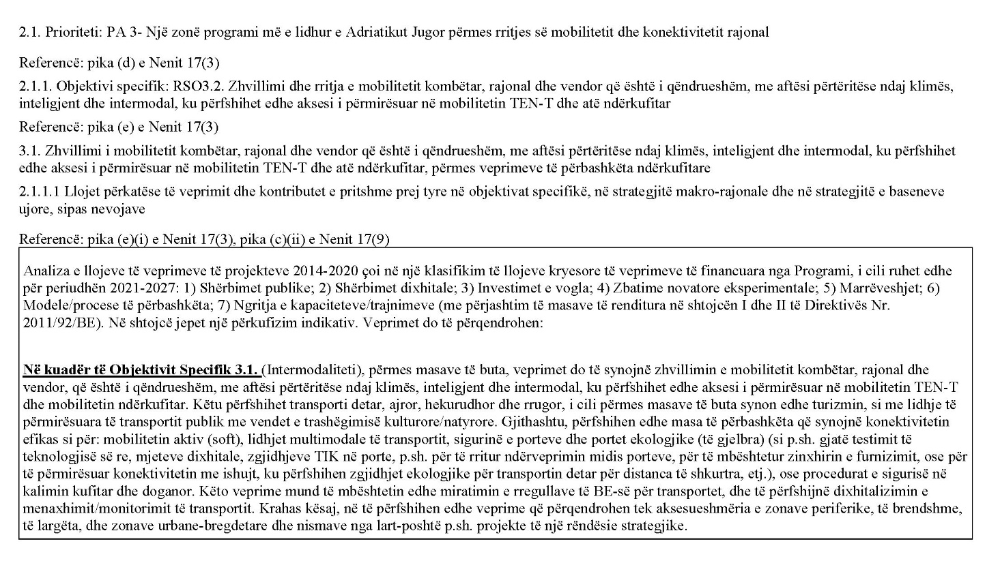 2.1. Prioriteti: PA 3- Një zonë programi më e lidhur e Adriatikut Jugor përmes rritjes së mobilitetit dhe konektivitetit rajonal
Referencë: pika (d) e Nenit 17(3)
2.1.1. Objektivi specifik: RSO3.2. Zhvillimi dhe rritja e mobilitetit kombëtar, rajonal dhe vendor që është i qëndrueshëm, me aftësi përtëritëse ndaj klimës,
inteligjent dhe intermodal, ku përfshihet edhe aksesi i përmirësuar në mobilitetin TEN-T dhe atë ndërkufitar
Referencë: pika (e) e Nenit 17(3)
3.1. Zhvillimi i mobilitetit kombëtar, rajonal dhe vendor që është i qëndrueshëm, me aftësi përtëritëse ndaj klimës, inteligjent dhe intermodal, ku përfshihet
edhe aksesi i përmirësuar në mobilitetin TEN-T dhe atë ndërkufitar, përmes veprimeve të përbashkëta ndërkufitare
2.1.1.1 Llojet përkatëse të veprimit dhe kontributet e pritshme prej tyre në objektivat specifikë, në strategjitë makro-rajonale dhe në strategjitë e baseneve
ujore, sipas nevojave
Referencë: pika (e)(i) e Nenit 17(3), pika (c)(ii) e Nenit 17(9)
Analiza e llojeve të veprimeve të projekteve 2014-2020 çoi në një klasifikim të llojeve kryesore të veprimeve të financuara nga Programi, i cili ruhet edhe
për periudhën 2021-2027: 1) Shërbimet publike; 2) Shërbimet dixhitale; 3) Investimet e vogla; 4) Zbatime novatore eksperimentale; 5) Marrëveshjet; 6)
Modele/procese të përbashkëta; 7) Ngritja e kapaciteteve/trajnimeve (me përjashtim të masave të renditura në shtojcën I dhe II të Direktivës Nr.
2011/92/BE). Në shtojcë jepet një përkufizim indikativ. Veprimet do të përqendrohen:
Në kuadër të Objektivit Specifik 3.1. (Intermodaliteti), përmes masave të buta, veprimet do të synojnë zhvillimin e mobilitetit kombëtar, rajonal dhe
vendor, që është i qëndrueshëm, me aftësi përtëritëse ndaj klimës, inteligjent dhe intermodal, ku përfshihet edhe aksesi i përmirësuar në mobilitetin TEN-T
dhe mobilitetin ndërkufitar. Këtu përfshihet transporti detar, ajror, hekurudhor dhe rrugor, i cili përmes masave të buta synon edhe turizmin, si me lidhje të
përmirësuara të transportit publik me vendet e trashëgimisë kulturore/natyrore. Gjithashtu, përfshihen edhe masa të përbashkëta që synojnë konektivitetin
efikas si për: mobilitetin aktiv (soft), lidhjet multimodale të transportit, sigurinë e porteve dhe portet ekologjike (të gjelbra) (si p.sh. gjatë testimit të
teknologjisë së re, mjeteve dixhitale, zgjidhjeve TIK në porte, p.sh. për të rritur ndërveprimin midis porteve, për të mbështetur zinxhirin e furnizimit, ose për
të përmirësuar konektivitetin me ishujt, ku përfshihen zgjidhjet ekologjike për transportin detar për distanca të shkurtra, etj.), ose procedurat e sigurisë në
kalimin kufitar dhe doganor. Këto veprime mund të mbështetin edhe miratimin e rregullave të BE-së për transportet, dhe të përfshijnë dixhitalizimin e
menaxhimit/monitorimit të transportit. Krahas kësaj, në të përfshihen edhe veprime që përqendrohen tek aksesueshmëria e zonave periferike, të brendshme,
të largëta, dhe zonave urbane-bregdetare dhe nismave nga lart-poshtë p.sh. projekte të një rëndësie strategjike.